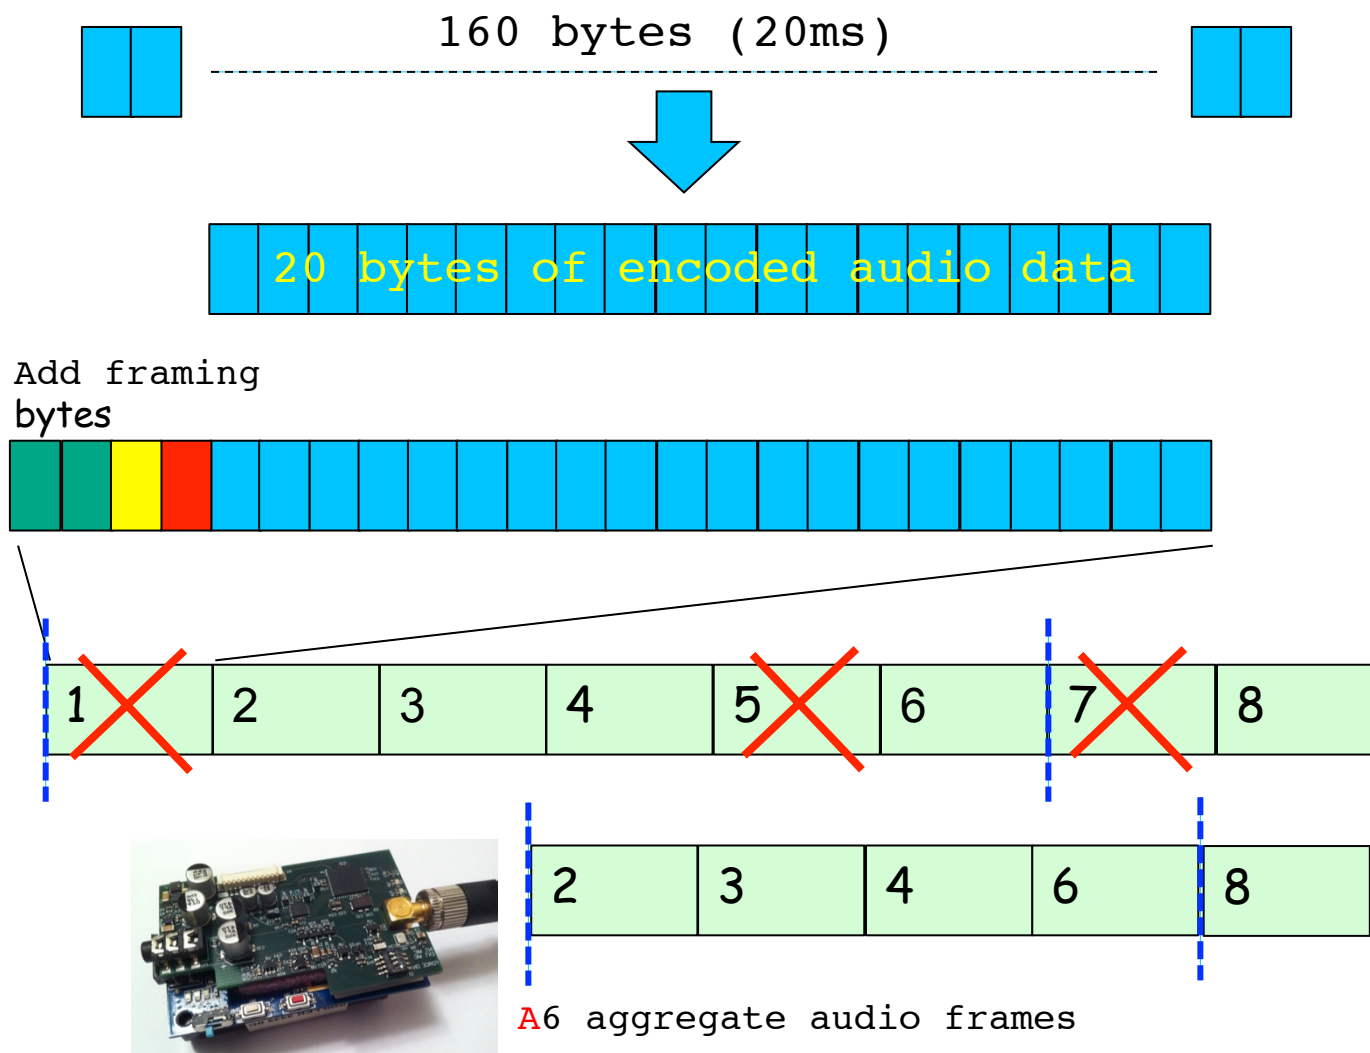 160 bytes (20ms)
20 bytes of encoded audio data
Add framing
bytes
1 2 3 4 5 6 7 8
2 3 4 6 8
A6 aggregate audio frames